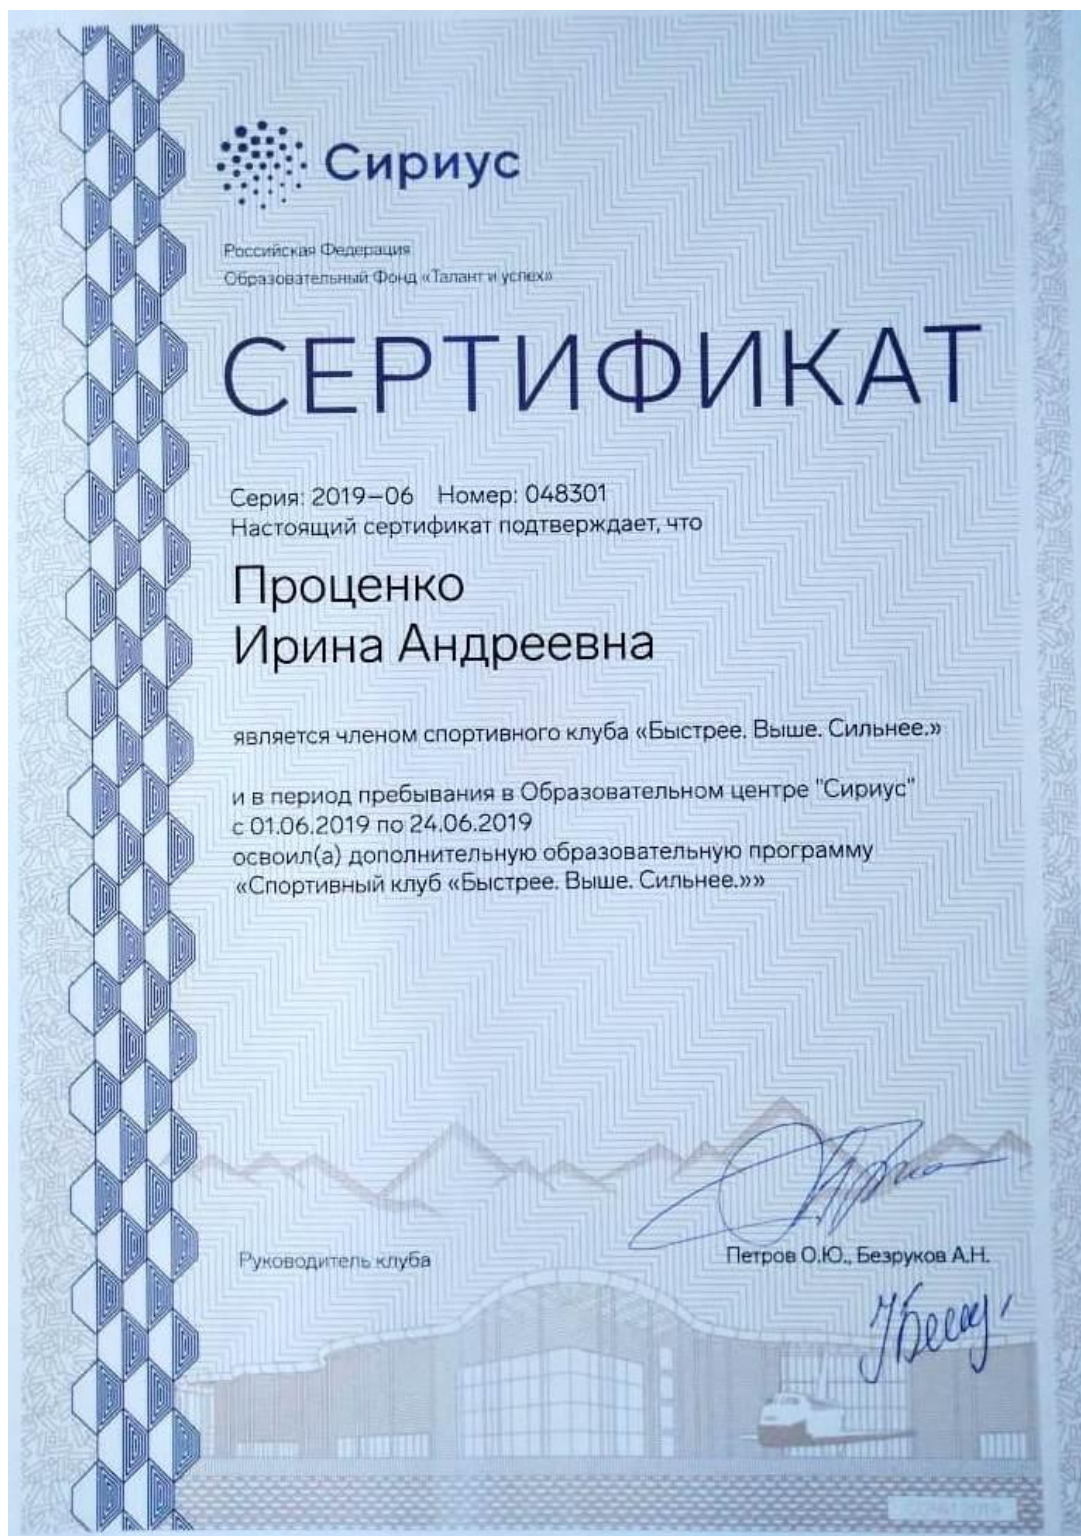 Сириус
Российская Федерация
Образовательный Фонд «Талант и успех»
СЕРТИФИКАТ
Серия: 2019–06 Номер: 048301
Настоящий сертификат подтверждает, что
Проценко
Ирина Андреевна
является членом спортивного клуба «Быстрее. Выше. Сильнее.»
и в период пребывания в Образовательном центре "Сириус"
с 01.06.2019 по 24.06.2019
освоил(а) дополнительную образовательную программу
«Спортивный клуб «Быстрее. Выше. Сильнее.»»
Руководитель клуба
Петров О.Ю., Безруков А.Н.